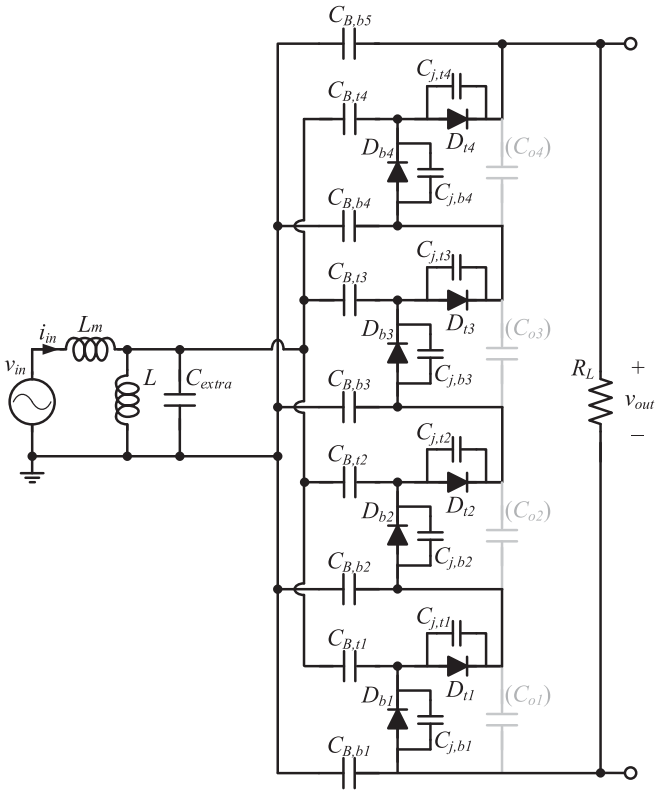 C_{B,b5}
C_{j,t4}
C_{B,t4}
D_{b4}
D_{t4}
(C_{o4})
C_{j,b4}
C_{B,b4}
C_{j,t3}
C_{B,t3}
D_{b3}
D_{t3}
(C_{o3})
C_{j,b3}
C_{B,b3}
i_{in}
L_m
v_{in}
L
C_{extra}
R_L
+
v_{out}
−
C_{j,t2}
C_{B,t2}
D_{b2}
D_{t2}
(C_{o2})
C_{j,b2}
C_{B,b2}
C_{j,t1}
C_{B,t1}
D_{b1}
D_{t1}
(C_{o1})
C_{j,b1}
C_{B,b1}